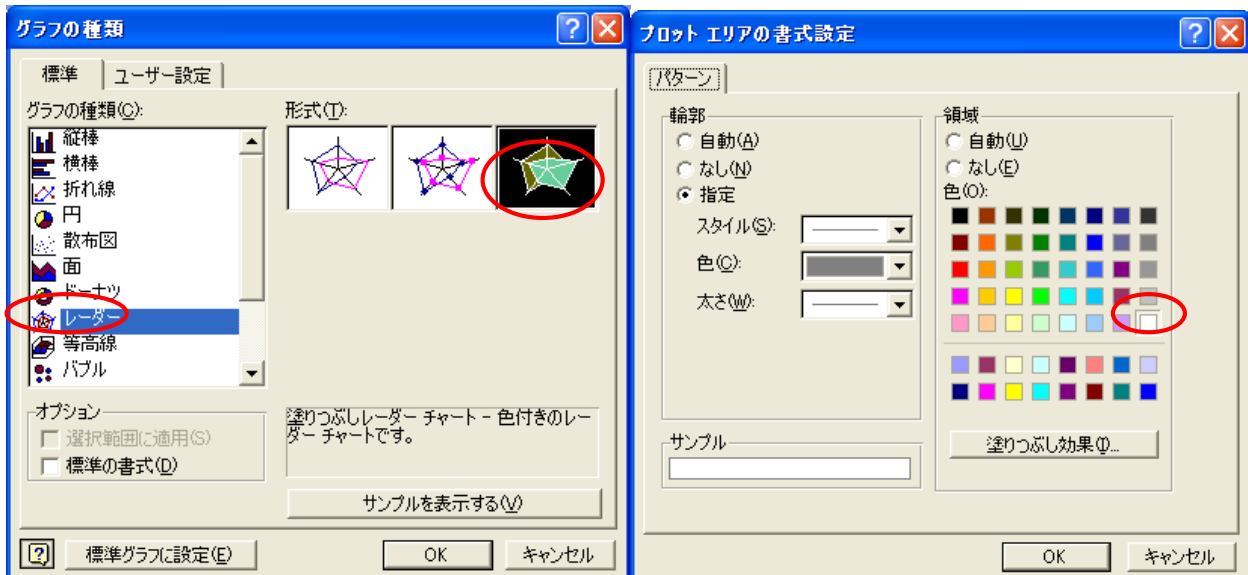 グラフの種類
標準
ユーザー設定
グラフの種類(C):
縦棒
横棒
折れ線
円
散布図
面
ドーナツ
レーダー
等高線
バブル
形式(T):
オプション
選択範囲に適用(S)
標準の書式(D)
塗りつぶしレーダー チャート - 色付きのレー
ダー チャートです。
サンプルを表示する(V)
標準グラフに設定(E)
OK
キャンセル
プロット エリアの書式設定
パターン
輪郭
自動(A)
なし(N)
指定
スタイル(S):
色(C):
太さ(W):
サンプル
領域
自動(U)
なし(E)
色(O):
塗りつぶし効果(I)...
OK
キャンセル